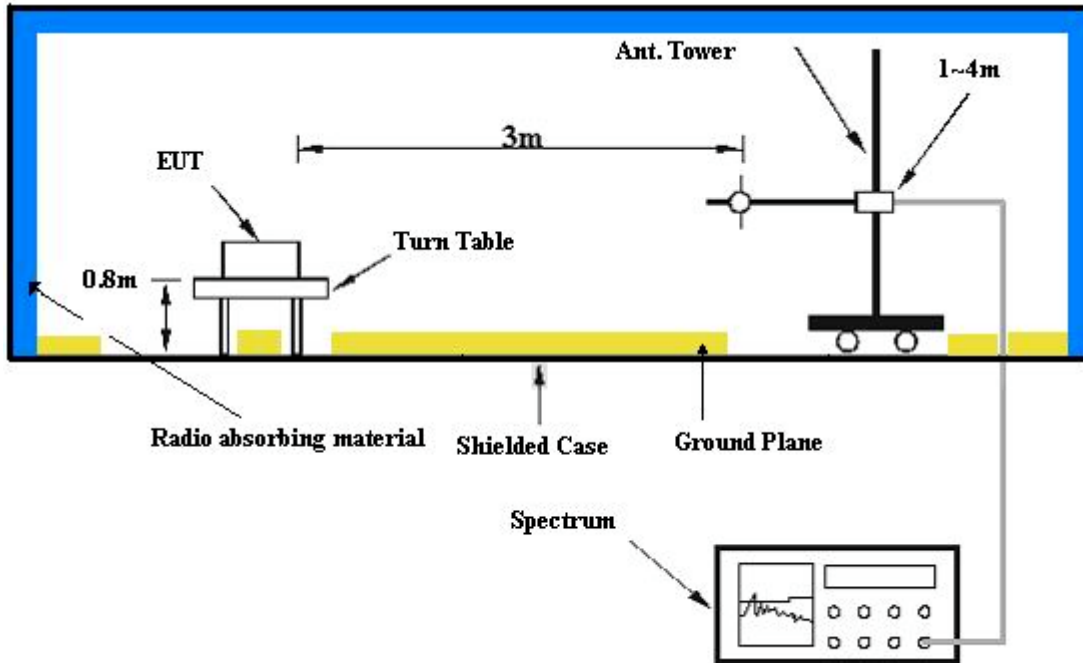 Ant. Tower
1~4m
3m
EUT
Turn Table
0.8m
Radio absorbing material
Shielded Case
Ground Plane
Spectrum